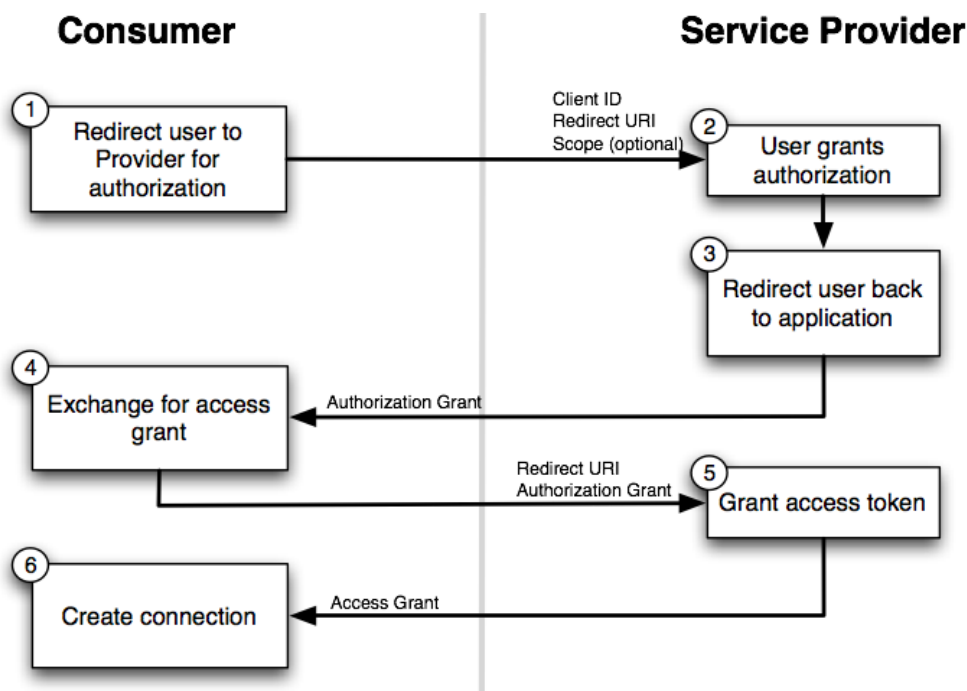 Consumer
Service Provider
1
Redirect user to
Provider for
authorization
Client ID
Redirect URI
Scope (optional)
2
User grants
authorization
3
Redirect user back
to application
4
Exchange for access
grant
Authorization Grant
Redirect URI
Authorization Grant
5
Grant access token
6
Create connection
Access Grant